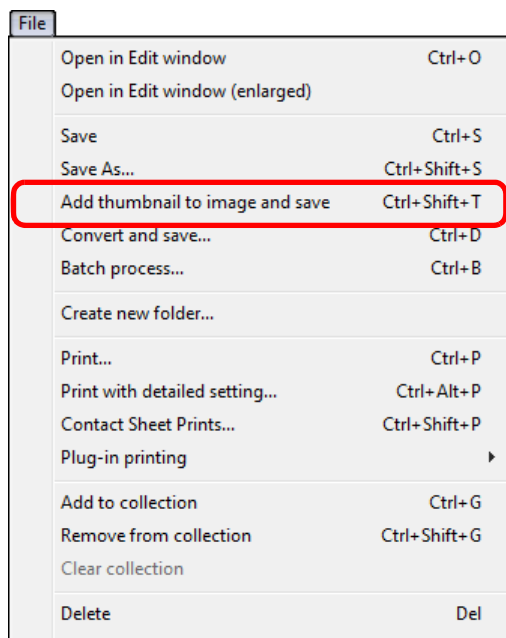 File
Open in Edit window Ctrl+O
Open in Edit window (enlarged)
Save Ctrl+S
Save As... Ctrl+Shift+S
Add thumbnail to image and save Ctrl+Shift+T
Convert and save... Ctrl+D
Batch process... Ctrl+B
Create new folder...
Print... Ctrl+P
Print with detailed setting... Ctrl+Alt+P
Contact Sheet Prints... Ctrl+Shift+P
Plug-in printing
Add to collection Ctrl+G
Remove from collection Ctrl+Shift+G
Clear collection
Delete Del